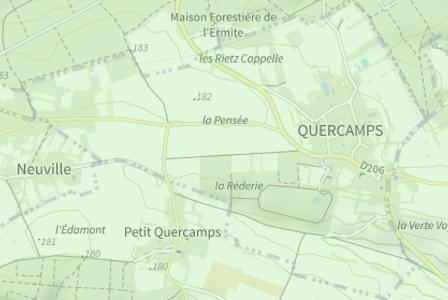 Maison Forestière de
l'Ermite
183
83
les Rietz Cappelle
182
la Pensée
QUERCAMPS
D206
Neuville
la Réderie
la Verte Vo
l'Édamont
Petit Quercamps
181
180
180